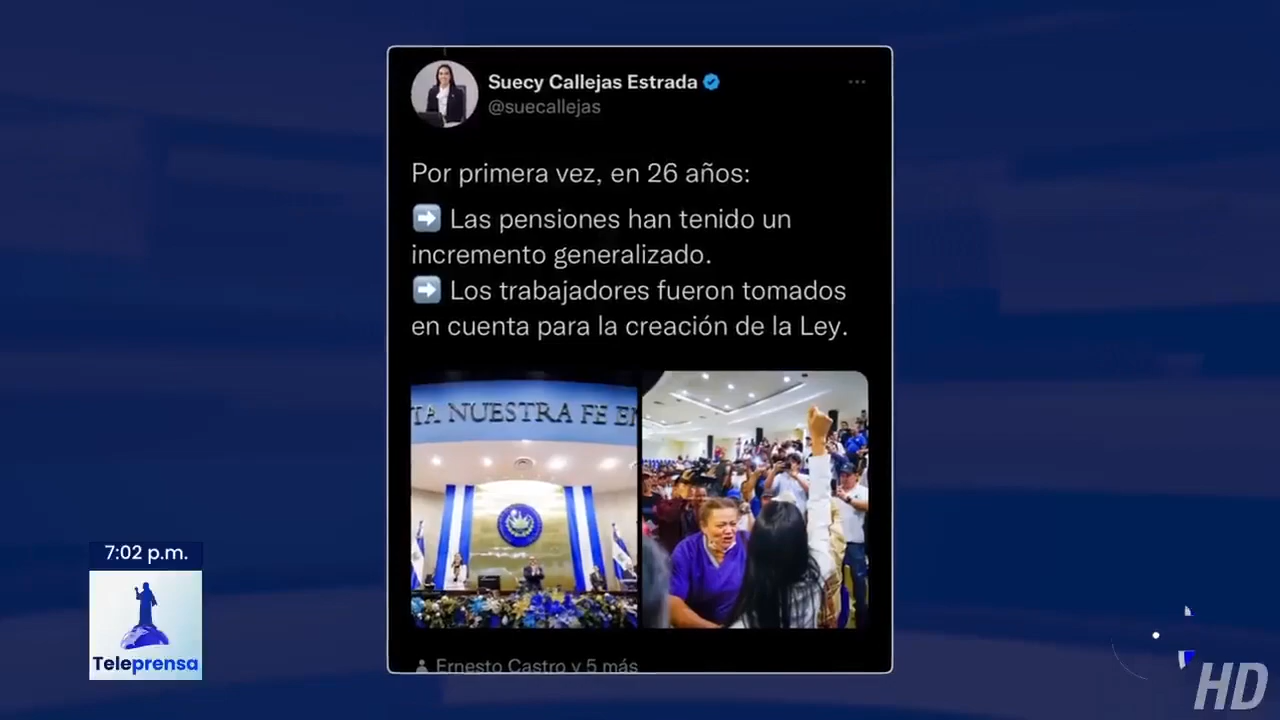 Suecy Callejas Estrada
@suecallejas
Por primera vez, en 26 años:
➡️ Las pensiones han tenido un
incremento generalizado.
➡️ Los trabajadores fueron tomados
en cuenta para la creación de la Ley.
NUESTRA FE
Ernesto Castro y 5 más
7:02 p.m.
Teleprensa
HD